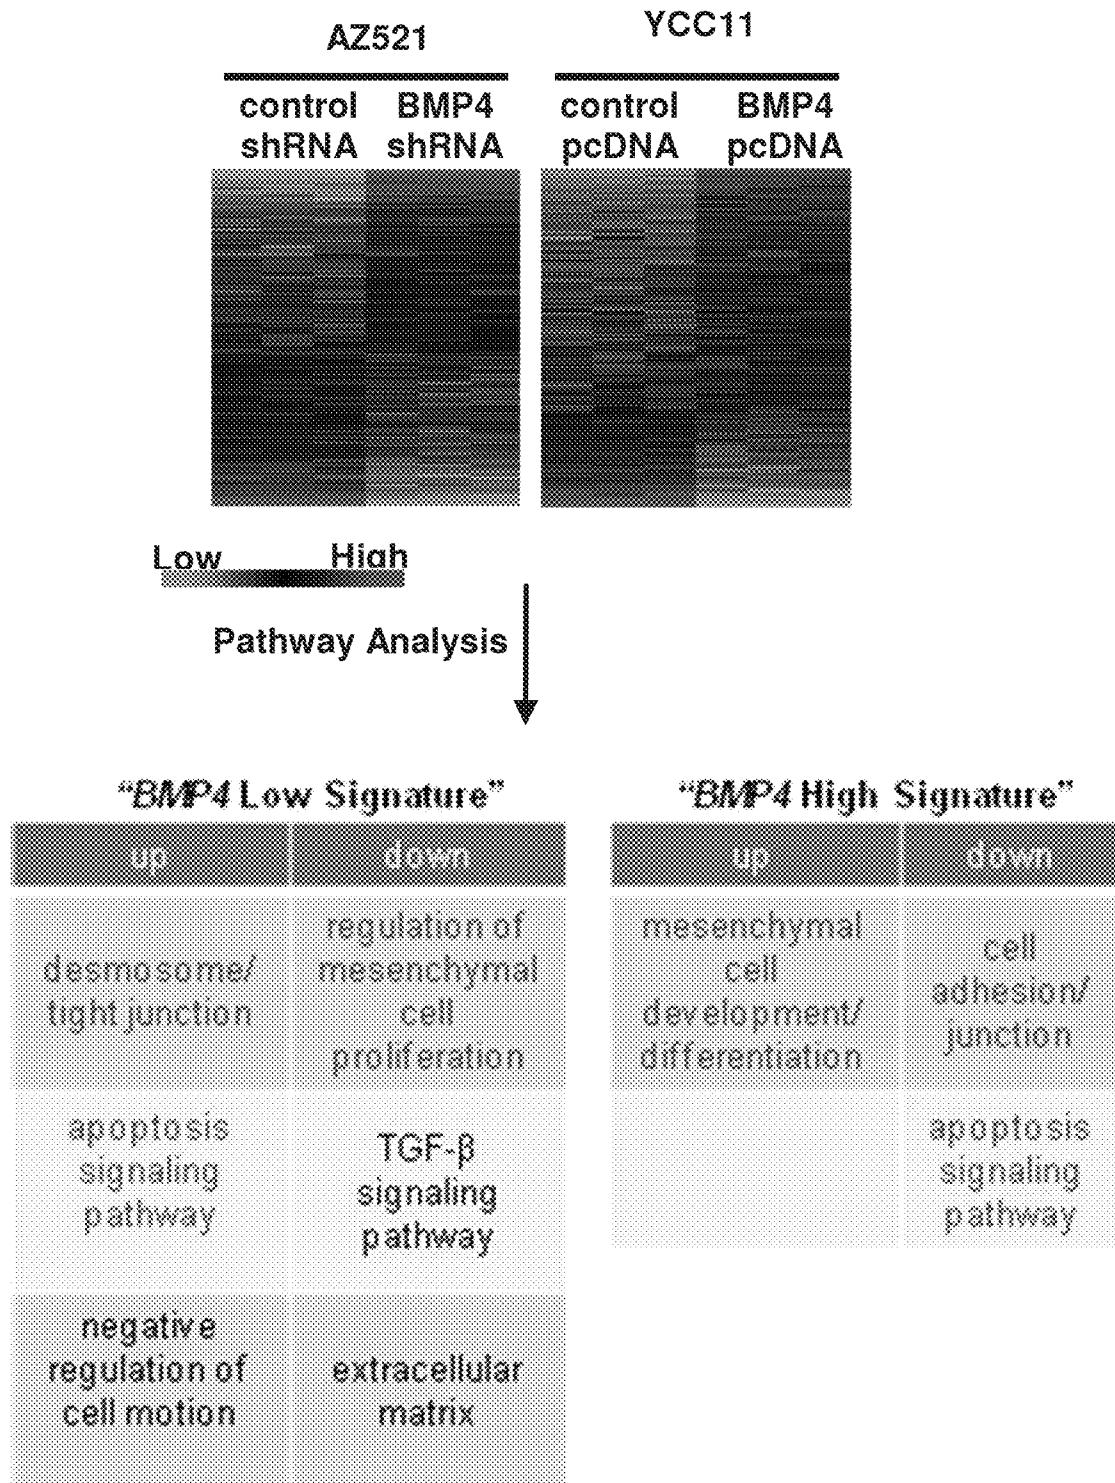 AZ521
YCC11
control
shRNA
BMP4
shRNA
control
pcDNA
BMP4
pcDNA
Low
High
Pathway Analysis
“BMP4 Low Signature”
up
down
desmosome/
tight junction
regulation of
mesenchymal
cell
proliferation
apoptosis
signaling
pathway
TGF-β
signaling
pathway
negative
regulation of
cell motion
extracellular
matrix
“BMP4 High Signature”
up
down
mesenchymal
cell
development/
differentiation
cell
adhesion/
junction
apoptosis
signaling
pathway